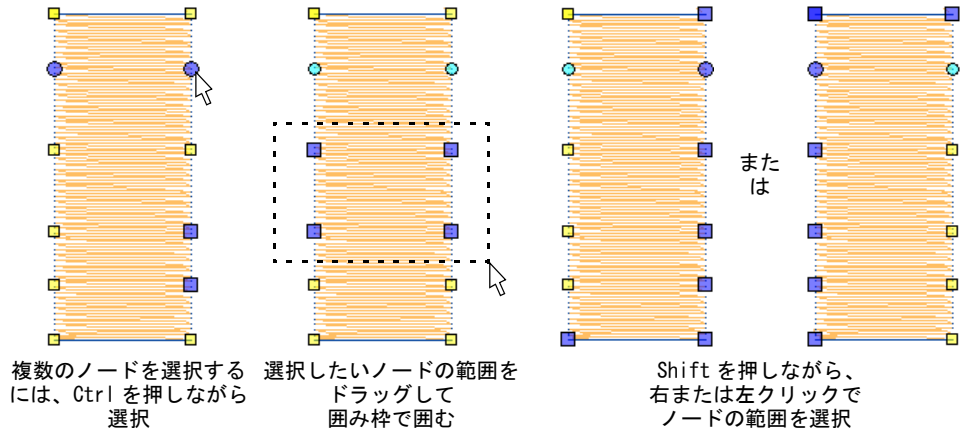 複数のノードを選択する
には、Ctrl を押しながら
選択
選択したいノードの範囲を
ドラッグして
囲み枠で囲む
また
は
Shift を押しながら、
右または左クリックで
ノードの範囲を選択